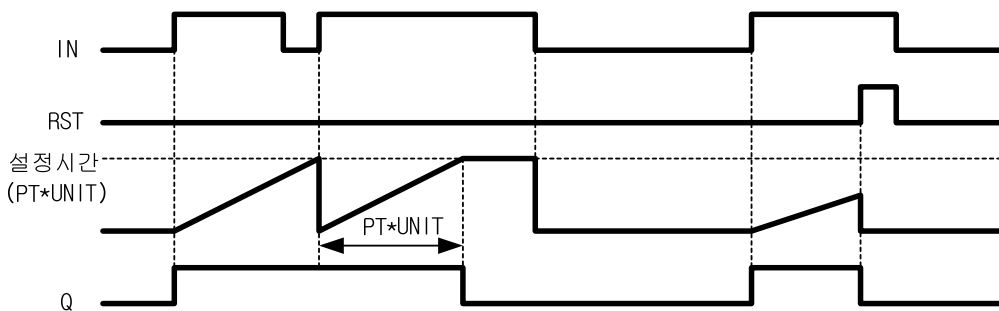 IN
RST
설정시간
(PT*UNIT)
PT*UNIT
Q